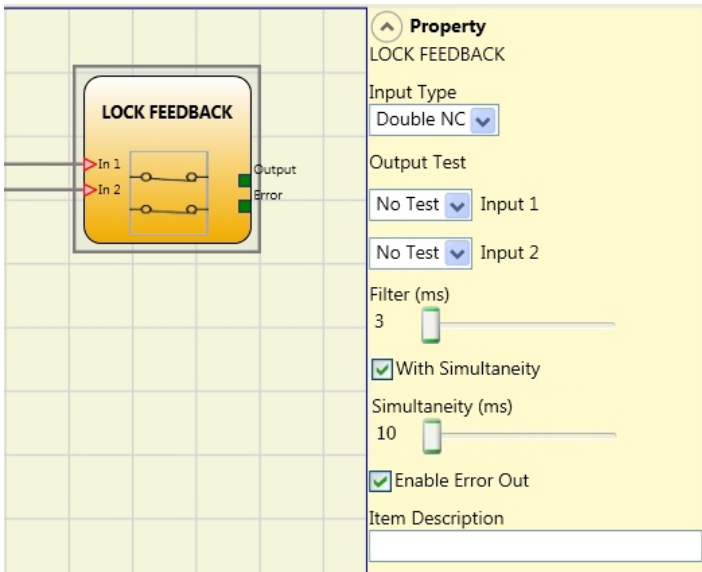 LOCK FEEDBACK
In 1
In 2
Output
Error
Property
LOCK FEEDBACK
Input Type
Double NC
Output Test
No Test Input 1
No Test Input 2
Filter (ms)
3
With Simultaneity
Simultaneity (ms)
10
Enable Error Out
Item Description